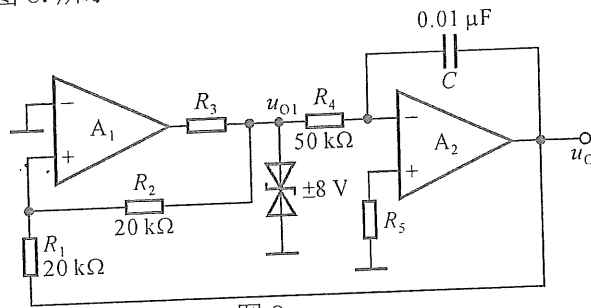 0.01 μF
C
R₃
u_O1
R₄
50 kΩ
−
A₁
+
−
A₂
+
u_O
R₂
20 kΩ
±8 V
R₅
R₁
20 kΩ